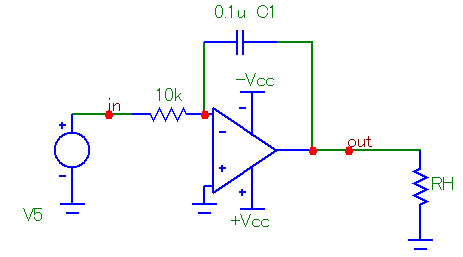 0.1u C1
-Vcc
10k
in
-
+
out
+
-
+
RH
V5
+Vcc
-